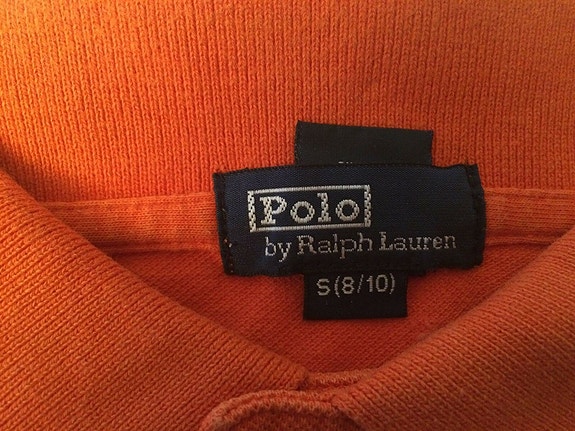 Polo
by Ralph Lauren
S(8/10)